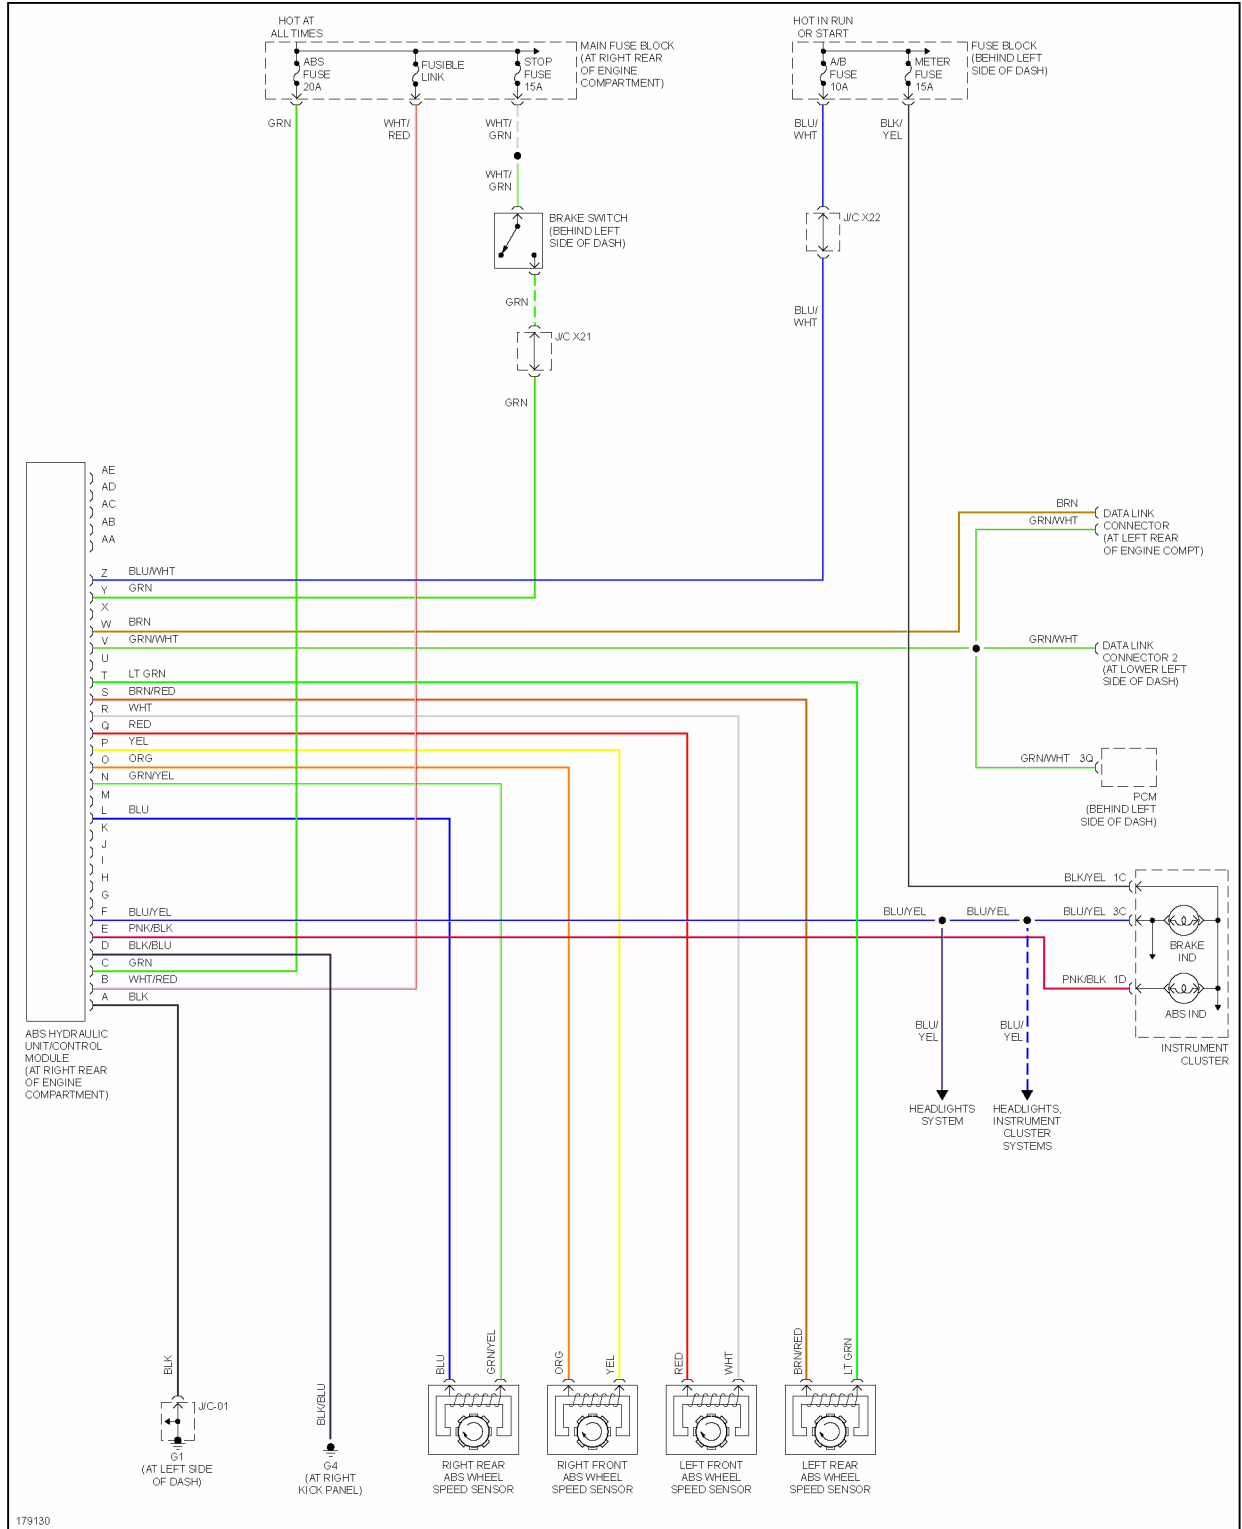 HOT AT
ALL TIMES
HOT IN RUN
OR START
ABS
FUSE
20A
FUSIBLE
LINK
STOP
FUSE
15A
MAIN FUSE BLOCK
(AT RIGHT REAR
OF ENGINE
COMPARTMENT)
A/B
FUSE
10A
METER
FUSE
15A
FUSE BLOCK
(BEHIND LEFT
SIDE OF DASH)
GRN
WHT/
RED
WHT/
GRN
BLU/
WHT
BLK/
YEL
WHT/
GRN
BRAKE SWITCH
(BEHIND LEFT
SIDE OF DASH)
J/C X22
GRN
BLU/
WHT
J/C X21
GRN
AE
AD
AC
AB
AA
Z BLU/WHT
Y GRN
X
W BRN
V GRN/WHT
U
T LT GRN
S BRN/RED
R WHT
Q RED
P YEL
O ORG
N GRN/YEL
M
L BLU
K
J
I
H
G
F BLU/YEL
E PNK/BLK
D BLK/BLU
C GRN
B WHT/RED
A BLK
ABS HYDRAULIC
UNIT/CONTROL
MODULE
(AT RIGHT REAR
OF ENGINE
COMPARTMENT)
BRN
GRN/WHT
DATA LINK
CONNECTOR
(AT LEFT REAR
OF ENGINE COMPT)
GRN/WHT
DATA LINK
CONNECTOR 2
(AT LOWER LEFT
SIDE OF DASH)
GRN/WHT 3Q
PCM
(BEHIND LEFT
SIDE OF DASH)
BLK/YEL 1C
BLU/YEL
BLU/YEL
BLU/YEL 3C
BRAKE
IND
PNK/BLK 1D
ABS IND
INSTRUMENT
CLUSTER
BLU/
YEL
BLU/
YEL
HEADLIGHTS
SYSTEM
HEADLIGHTS,
INSTRUMENT
CLUSTER
SYSTEMS
BLK
BLK/BLU
BLU
GRN/YEL
ORG
YEL
RED
WHT
BRN/RED
LT GRN
J/C-01
G1
(AT LEFT SIDE
OF DASH)
G4
(AT RIGHT
KICK PANEL)
RIGHT REAR
ABS WHEEL
SPEED SENSOR
RIGHT FRONT
ABS WHEEL
SPEED SENSOR
LEFT FRONT
ABS WHEEL
SPEED SENSOR
LEFT REAR
ABS WHEEL
SPEED SENSOR
179130